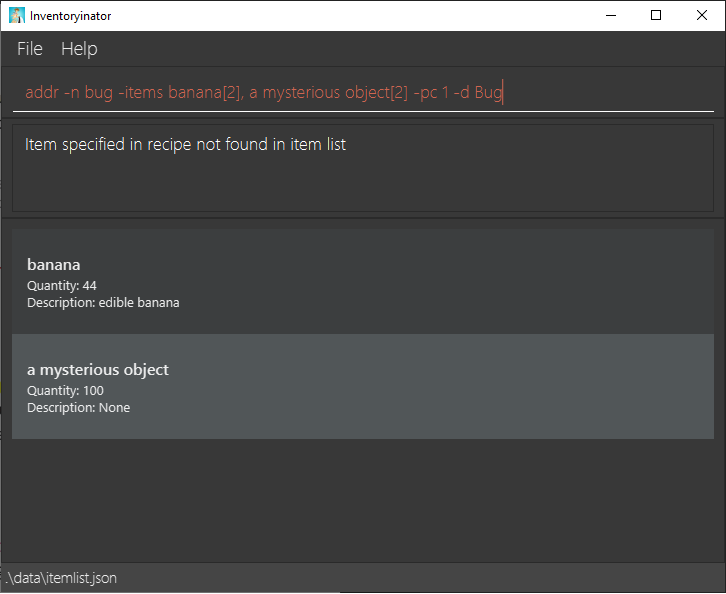 Inventoryinator
File Help
addr -n bug -items banana[2], a mysterious object[2] -pc 1 -d Bug
Item specified in recipe not found in item list
banana
Quantity: 44
Description: edible banana
a mysterious object
Quantity: 100
Description: None
.\data\itemlist.json